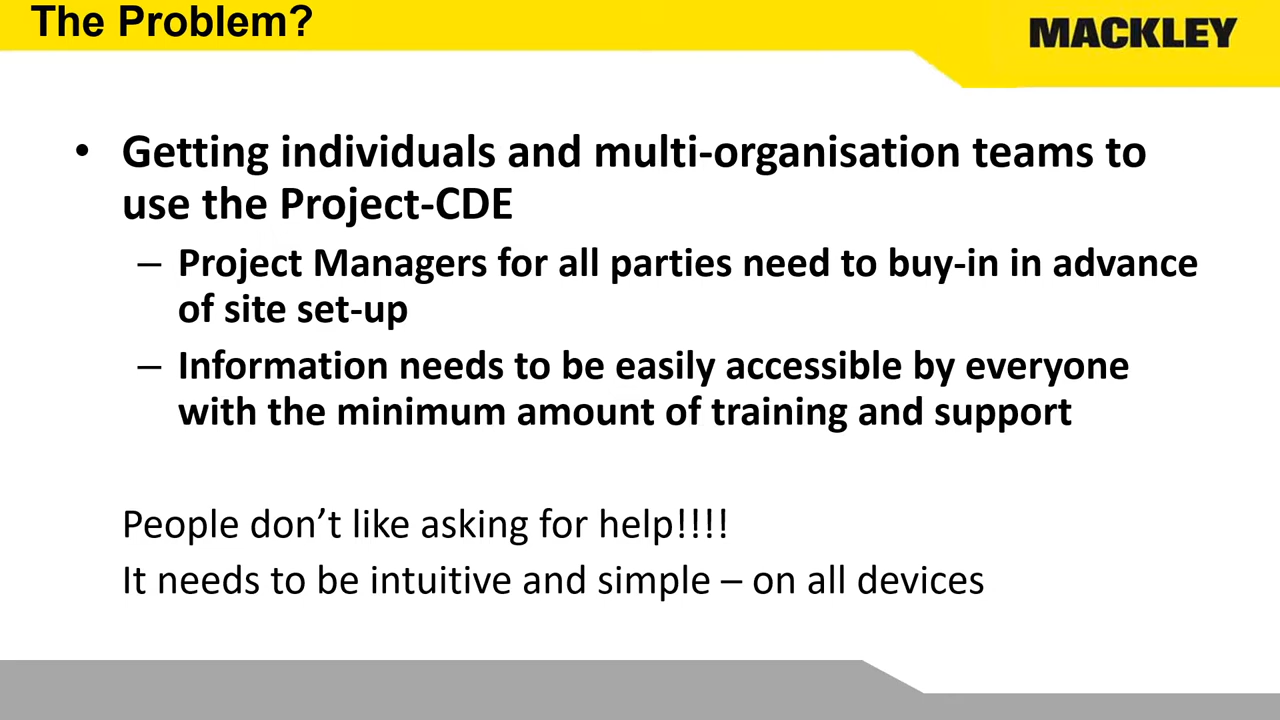 The Problem?
MACKLEY
• Getting individuals and multi-organisation teams to
use the Project-CDE
– Project Managers for all parties need to buy-in in advance
of site set-up
– Information needs to be easily accessible by everyone
with the minimum amount of training and support
People don’t like asking for help!!!!
It needs to be intuitive and simple – on all devices